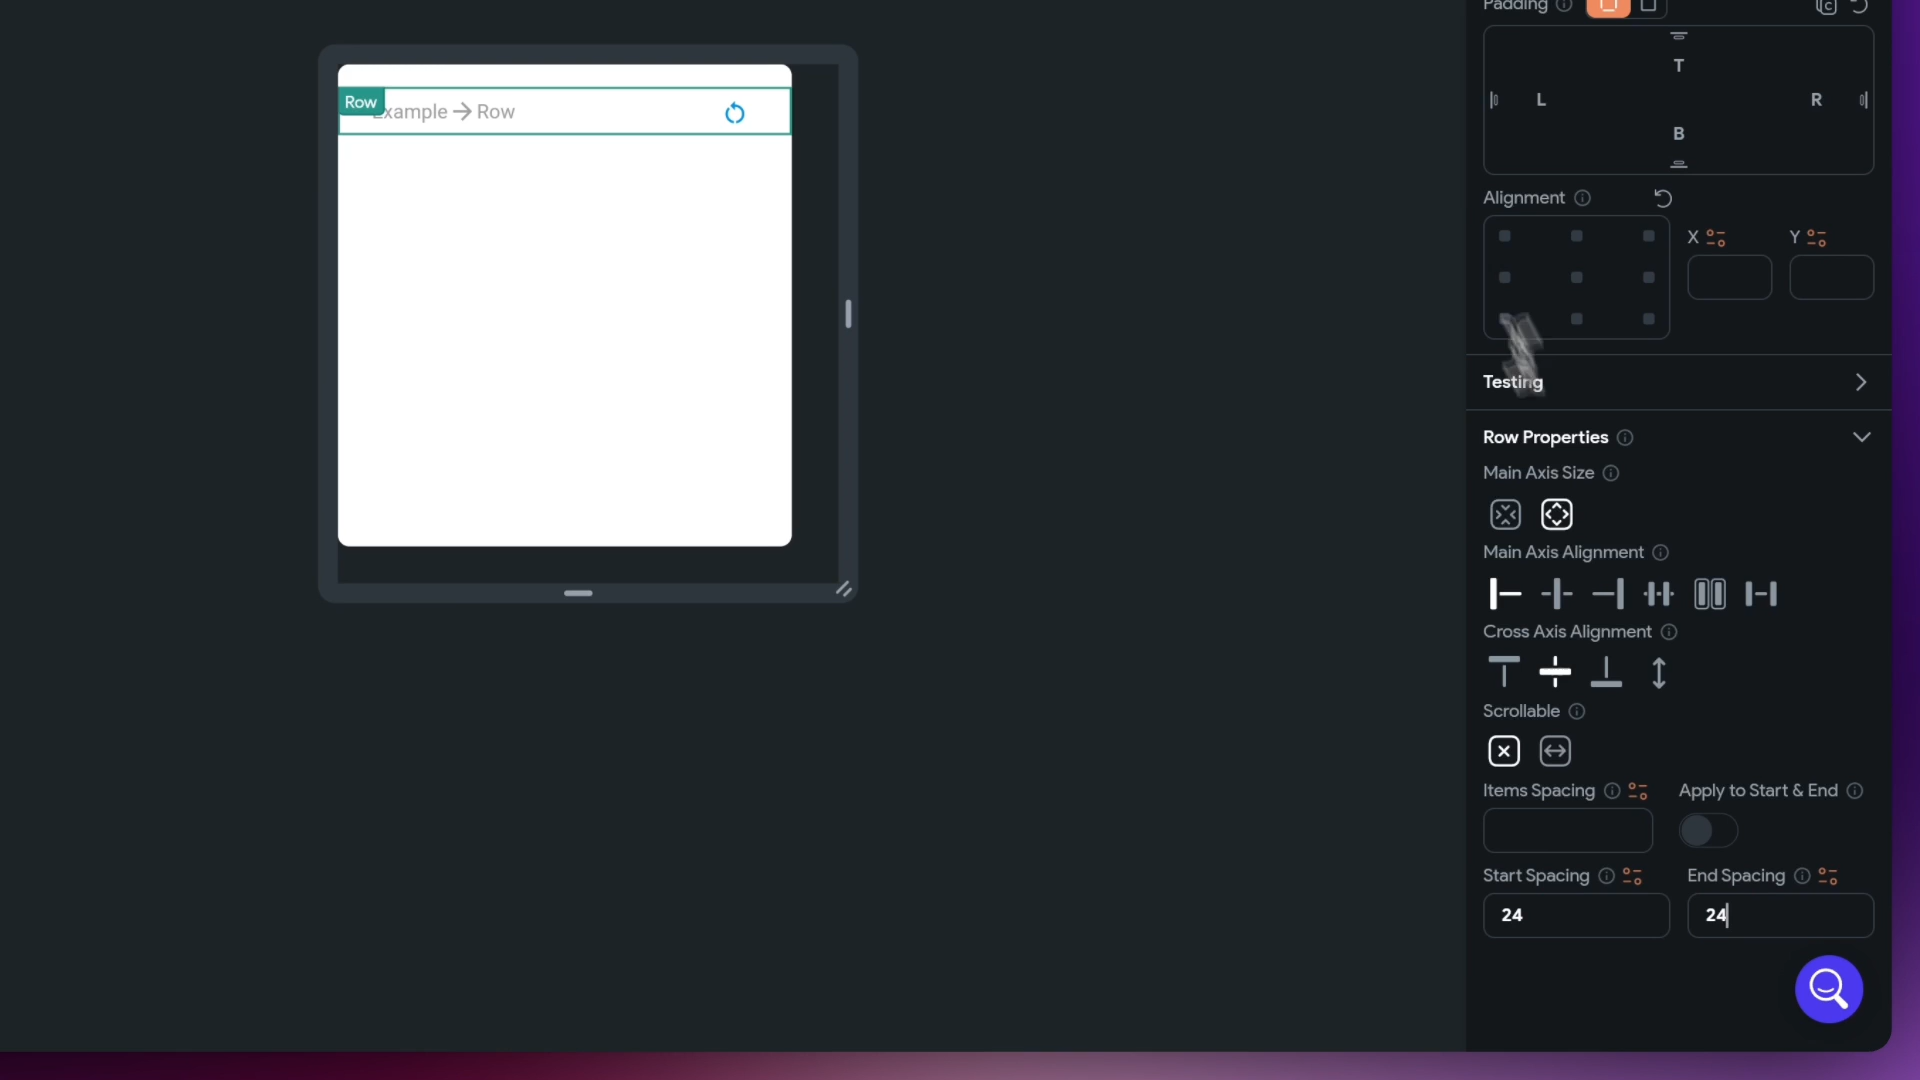 Padding
T
L
R
B
Alignment
X
Y
Row
Example → Row
Testing
Row Properties
Main Axis Size
Main Axis Alignment
Cross Axis Alignment
Scrollable
Items Spacing
Apply to Start & End
Start Spacing
End Spacing
24
24